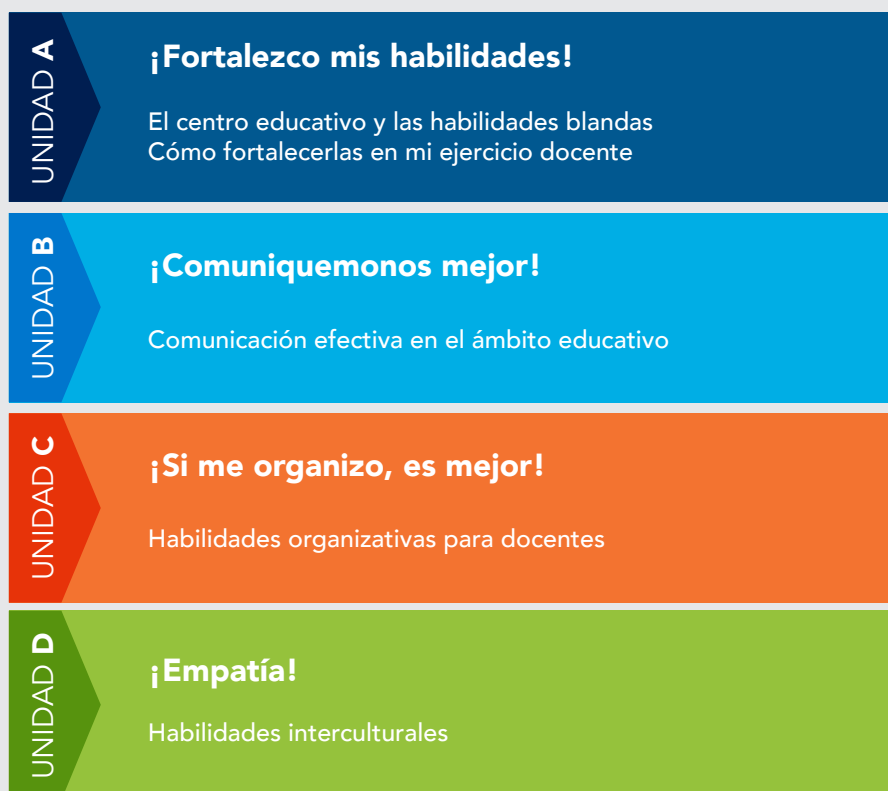 UNIDAD A
¡Fortalezco mis habilidades!
El centro educativo y las habilidades blandas
Cómo fortalecerlas en mi ejercicio docente
UNIDAD B
¡Comuniquemonos mejor!
Comunicación efectiva en el ámbito educativo
UNIDAD C
¡Si me organizo, es mejor!
Habilidades organizativas para docentes
UNIDAD D
¡Empatía!
Habilidades interculturales